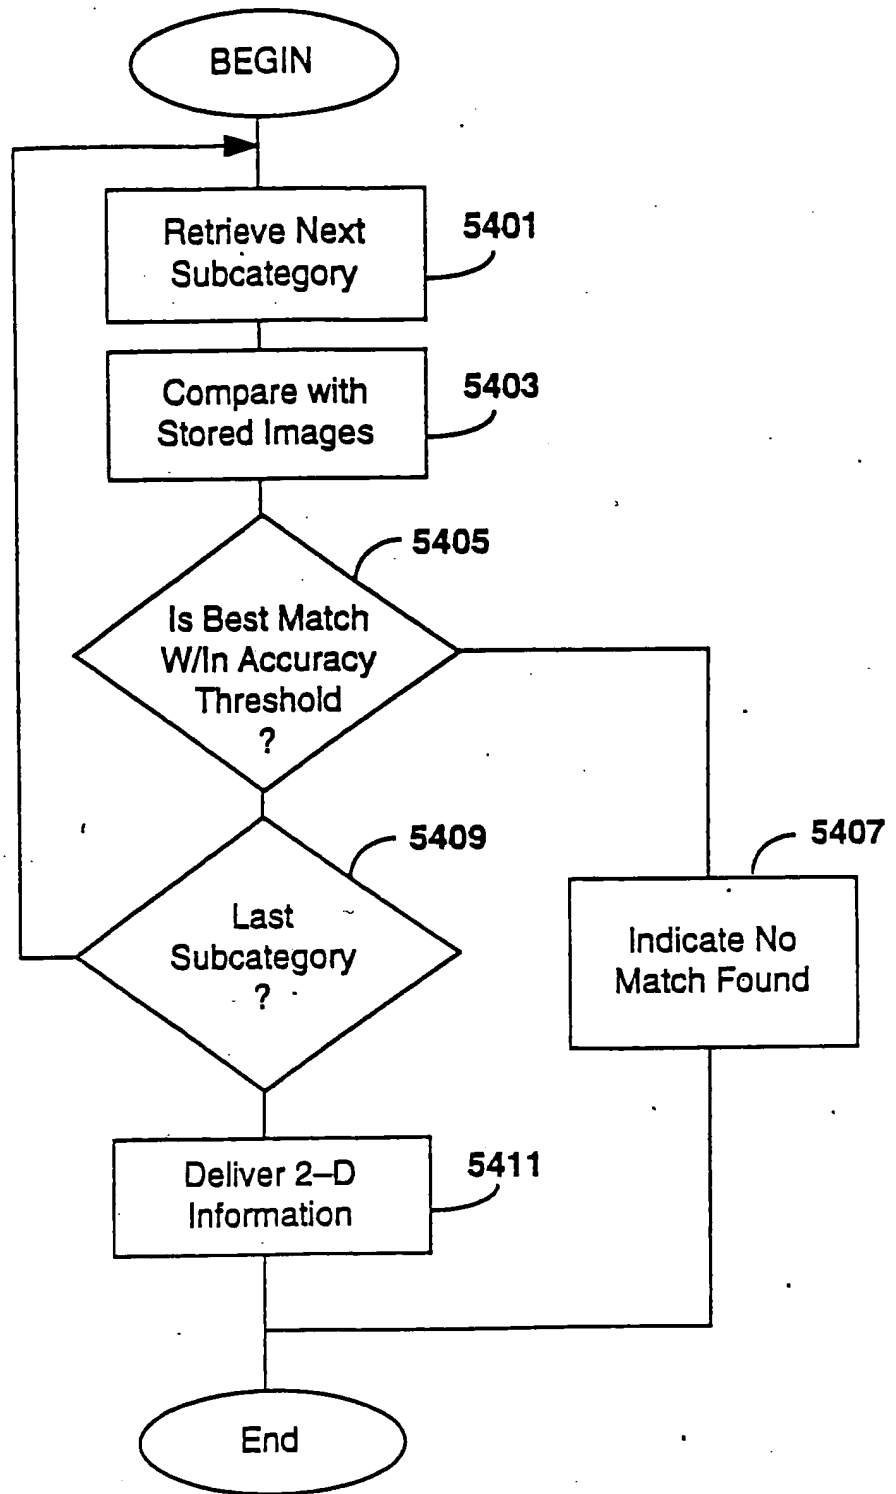 BEGIN
Retrieve Next
Subcategory
5401
Compare with
Stored Images
5403
5405
Is Best Match
W/In Accuracy
Threshold
?
5409
Last
Subcategory
?
5407
Indicate No
Match Found
Deliver 2–D
Information
5411
End